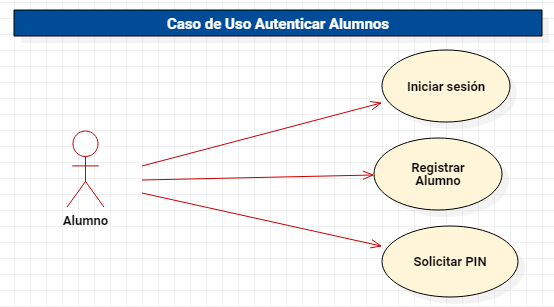 Caso de Uso Autenticar Alumnos
Iniciar sesión
Registrar
Alumno
Alumno
Solicitar PIN